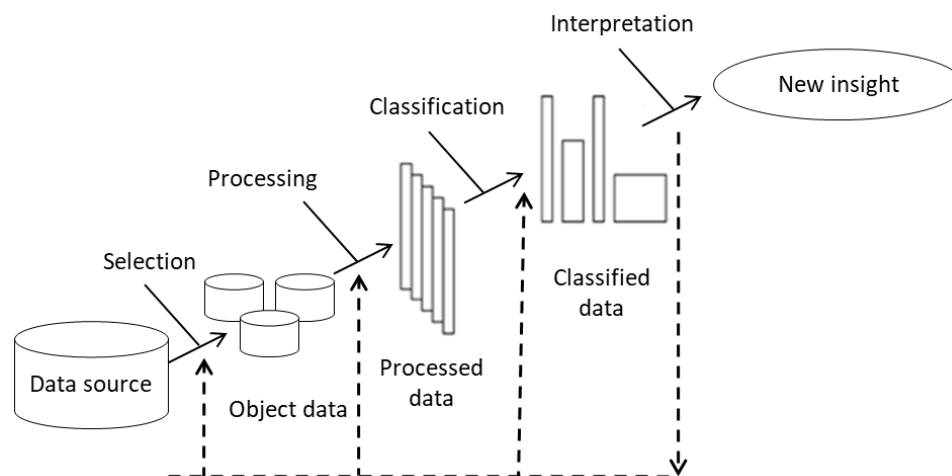 Interpretation
New insight
Classification
Processing
Selection
Classified
data
Processed
data
Data source
Object data